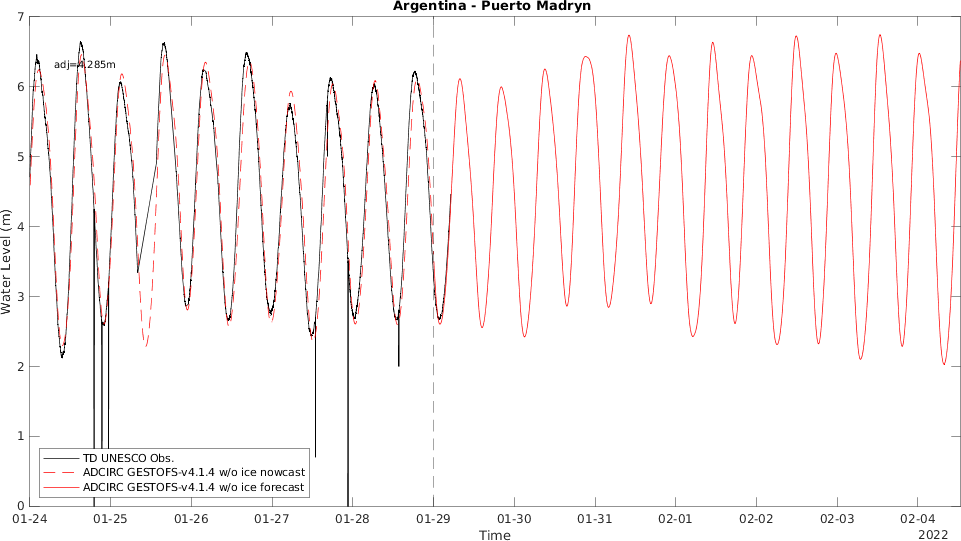 Argentina - Puerto Madryn
adj=4.285m
7
6
5
4
3
2
1
0
Water Level (m)
TD UNESCO Obs.
ADCIRC GESTOFS-v4.1.4 w/o ice nowcast
ADCIRC GESTOFS-v4.1.4 w/o ice forecast
01-24 01-25 01-26 01-27 01-28 01-29 01-30 01-31 02-01 02-02 02-03 02-04
Time
2022